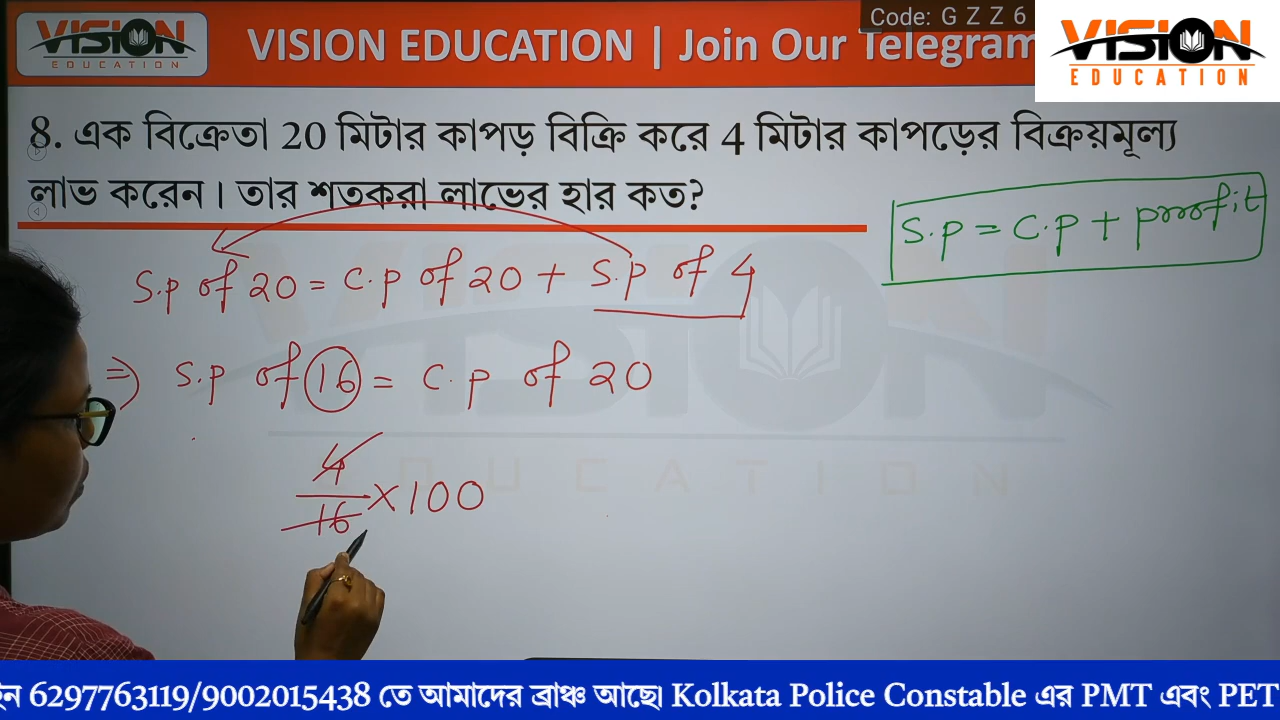 Code: G Z Z 6
VISION
EDUCATION
VISION EDUCATION | Join Our Telegram
VISION
EDUCATION
8. এক বিক্রেতা 20 মিটার কাপড় বিক্রি করে 4 মিটার কাপড়ের বিক্রয়মূল্য
লাভ করেন। তার শতকরা লাভের হার কত?
S.p = C.p + profit
S.p of 20 = C.p of 20 + S.p of 4
⇒ S.p of 16 = C.p of 20
4
16 × 100
VISION
EDUCATION
6297763119/9002015438 তে আমাদের ব্রাঞ্চ আছে। Kolkata Police Constable এর PMT এবং PET